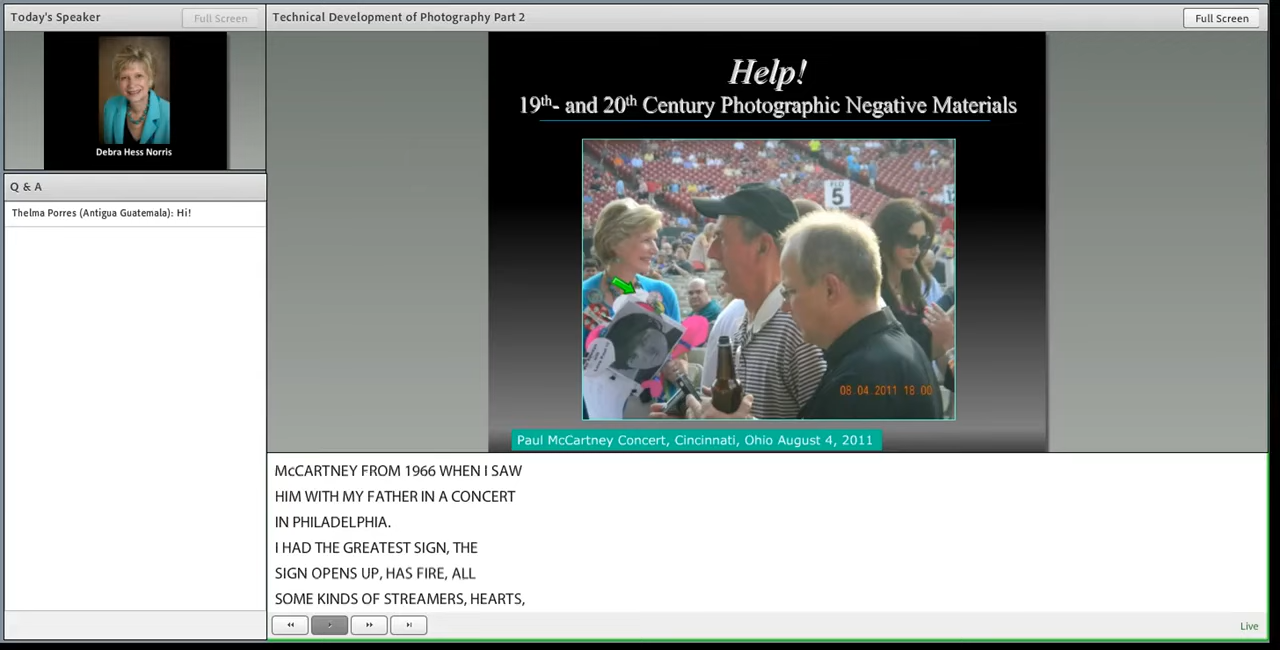 Today's Speaker
Full Screen
Technical Development of Photography Part 2
Full Screen
Debra Hess Norris
Q & A
Thelma Porres (Antigua Guatemala): Hi!
Help!
19th- and 20th Century Photographic Negative Materials
FLD
5
08 04 2011 18 00
Paul McCartney Concert, Cincinnati, Ohio August 4, 2011
McCARTNEY FROM 1966 WHEN I SAW
HIM WITH MY FATHER IN A CONCERT
IN PHILADELPHIA.
I HAD THE GREATEST SIGN, THE
SIGN OPENS UP, HAS FIRE, ALL
SOME KINDS OF STREAMERS, HEARTS,
Live